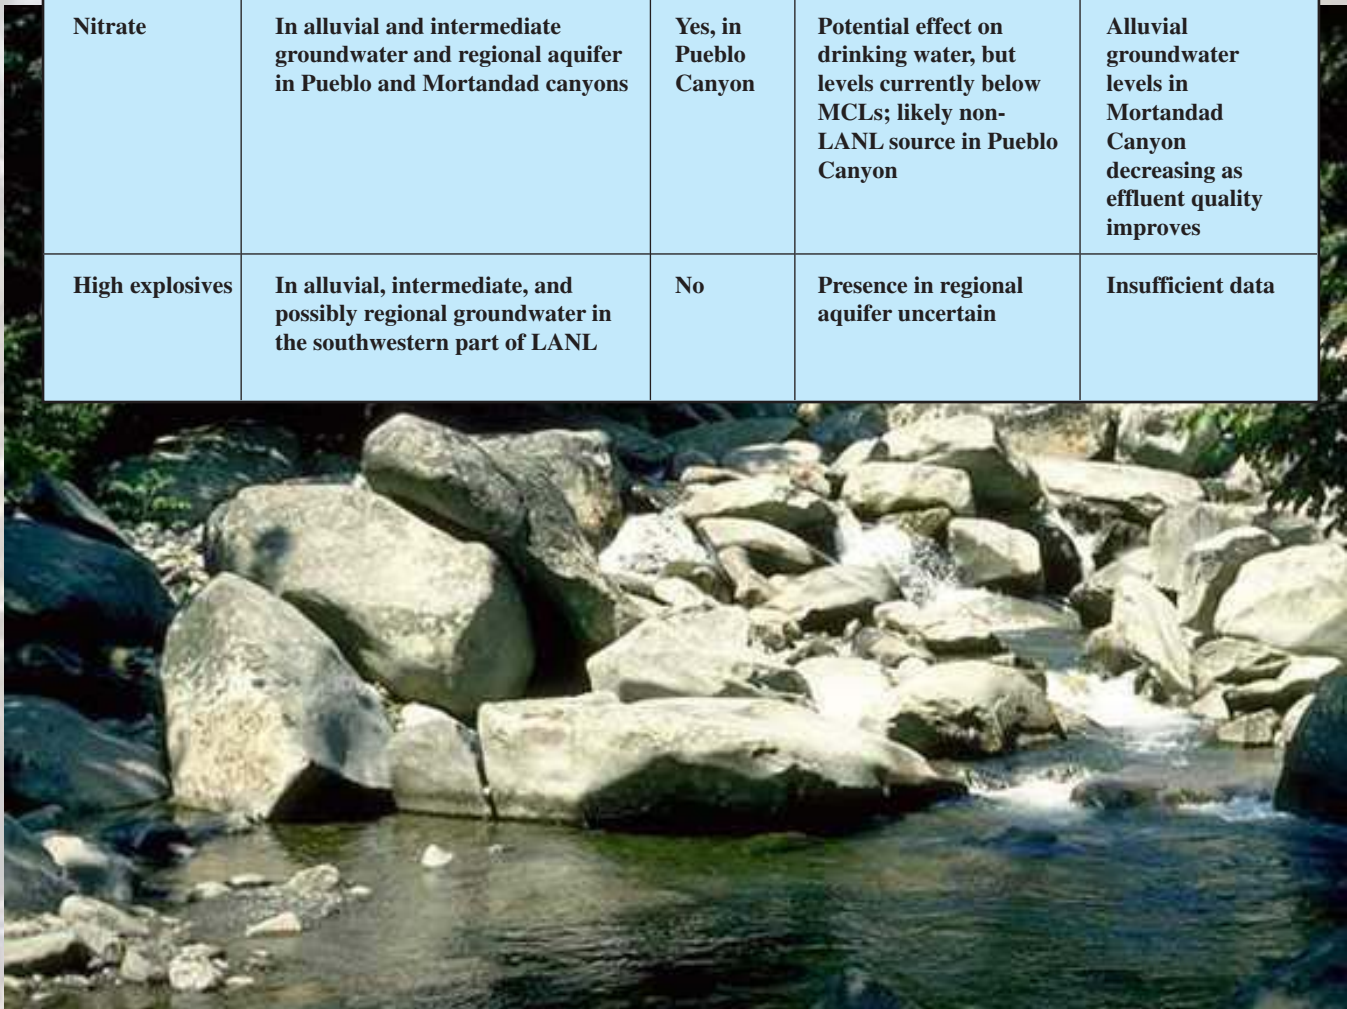 Nitrate
In alluvial and intermediate
groundwater and regional aquifer
in Pueblo and Mortandad canyons
Yes, in
Pueblo
Canyon
Potential effect on
drinking water, but
levels currently below
MCLs; likely non-
LANL source in Pueblo
Canyon
Alluvial
groundwater
levels in
Mortandad
Canyon
decreasing as
effluent quality
improves
High explosives
In alluvial, intermediate, and
possibly regional groundwater in
the southwestern part of LANL
No
Presence in regional
aquifer uncertain
Insufficient data